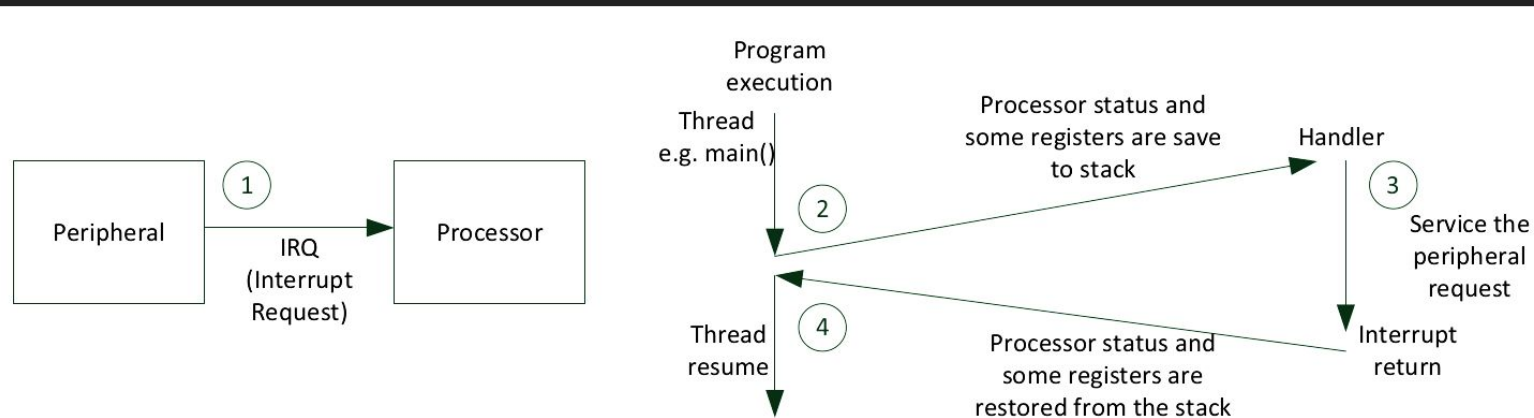 Peripheral
1
IRQ
(Interrupt
Request)
Processor
Program
execution
Thread
e.g. main()
2
Processor status and
some registers are save
to stack
Handler
3
Service the
peripheral
request
Interrupt
return
Processor status and
some registers are
restored from the stack
4
Thread
resume